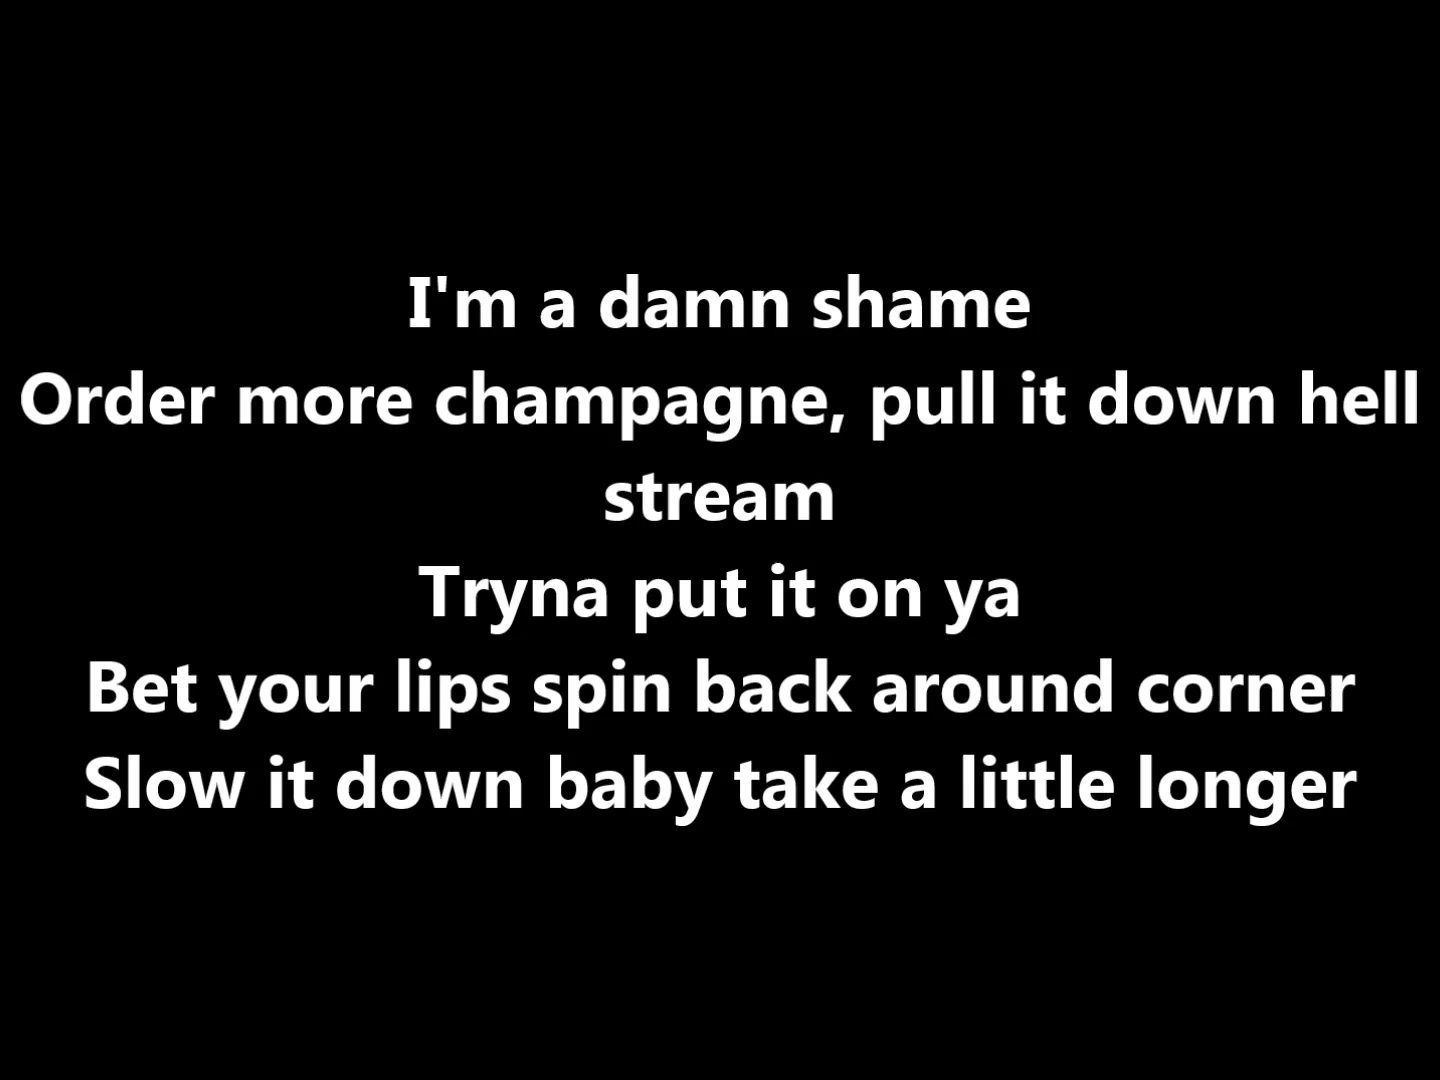 I'm a damn shame
Order more champagne, pull it down hell
stream
Tryna put it on ya
Bet your lips spin back around corner
Slow it down baby take a little longer